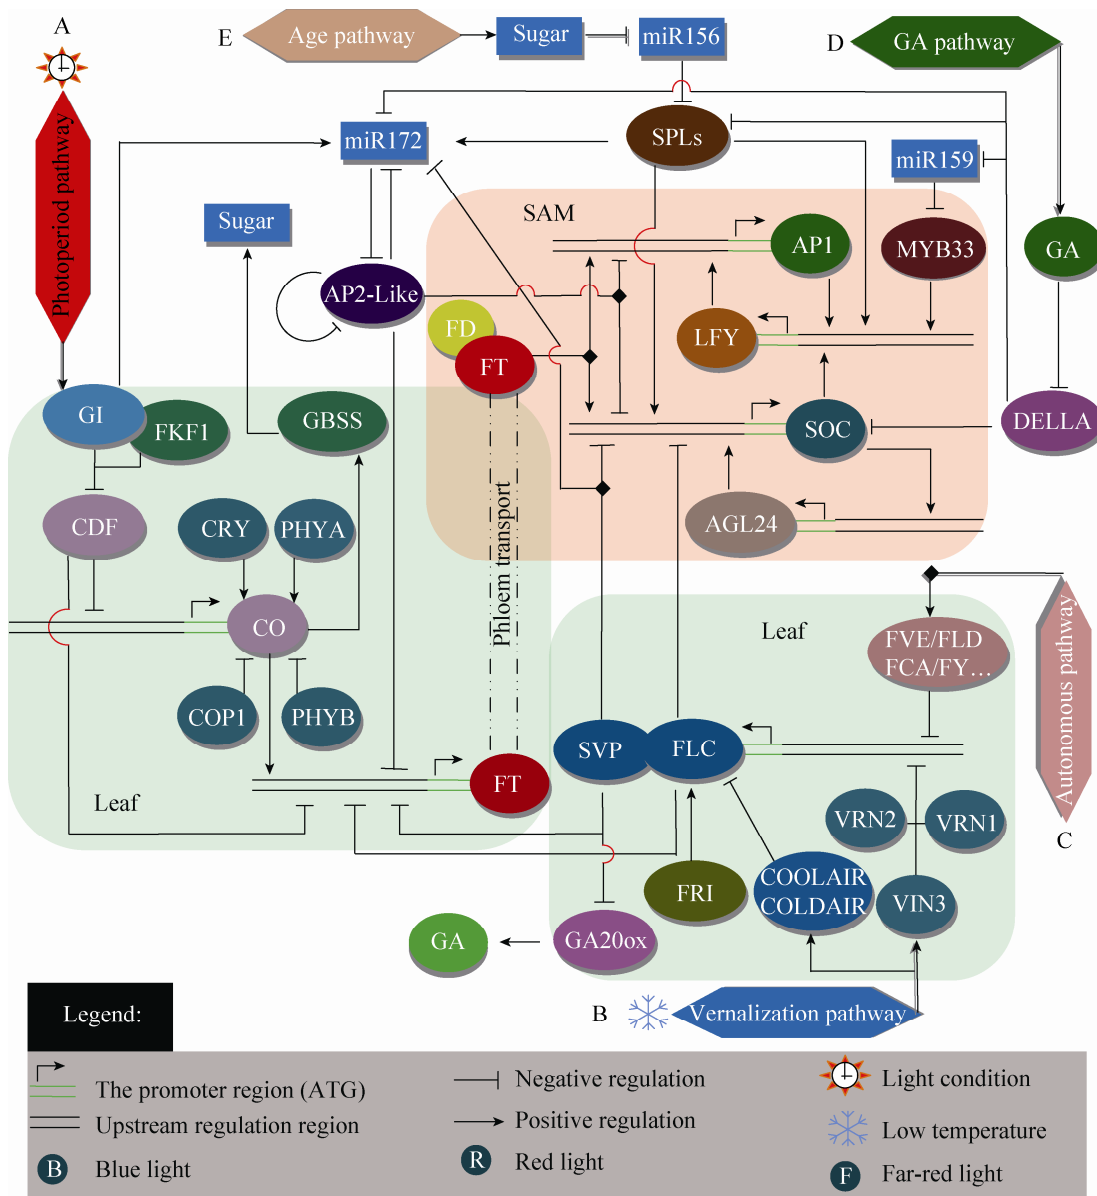 A
E
Age pathway
Sugar
miR156
D
GA pathway
Photoperiod pathway
miR172
SPLs
miR159
Sugar
SAM
AP1
MYB33
GA
AP2-Like
FD
FT
LFY
GI
FKF1
GBSS
SOC
DELLA
CDF
CRY
PHYA
AGL24
Phloem transport
CO
Leaf
FVE/FLD
FCA/FY…
Autonomous pathway
COP1
PHYB
SVP
FLC
FT
Leaf
VRN2
VRN1
C
FRI
COOLAIR
COLDAIR
VIN3
GA
GA20ox
B
Vernalization pathway
Legend:
The promoter region (ATG)
Negative regulation
Light condition
Upstream regulation region
Positive regulation
Low temperature
B
Blue light
R
Red light
F
Far-red light